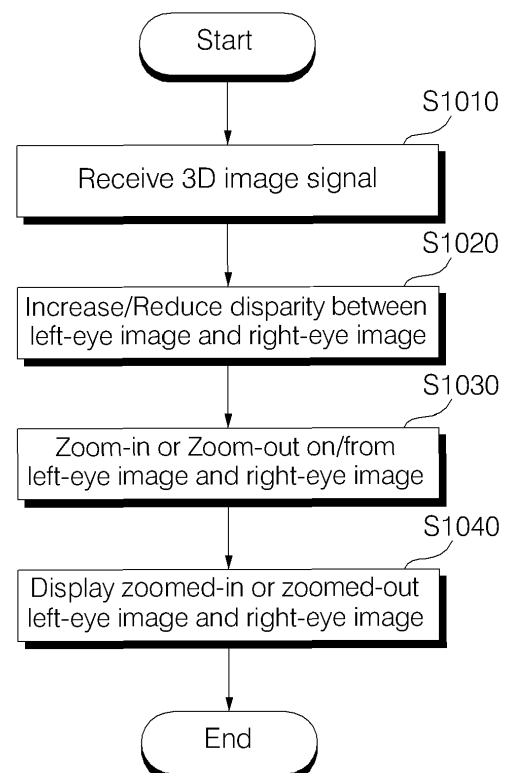 Start
S1010
Receive 3D image signal
S1020
Increase/Reduce disparity between
left-eye image and right-eye image
S1030
Zoom-in or Zoom-out on/from
left-eye image and right-eye image
S1040
Display zoomed-in or zoomed-out
left-eye image and right-eye image
End